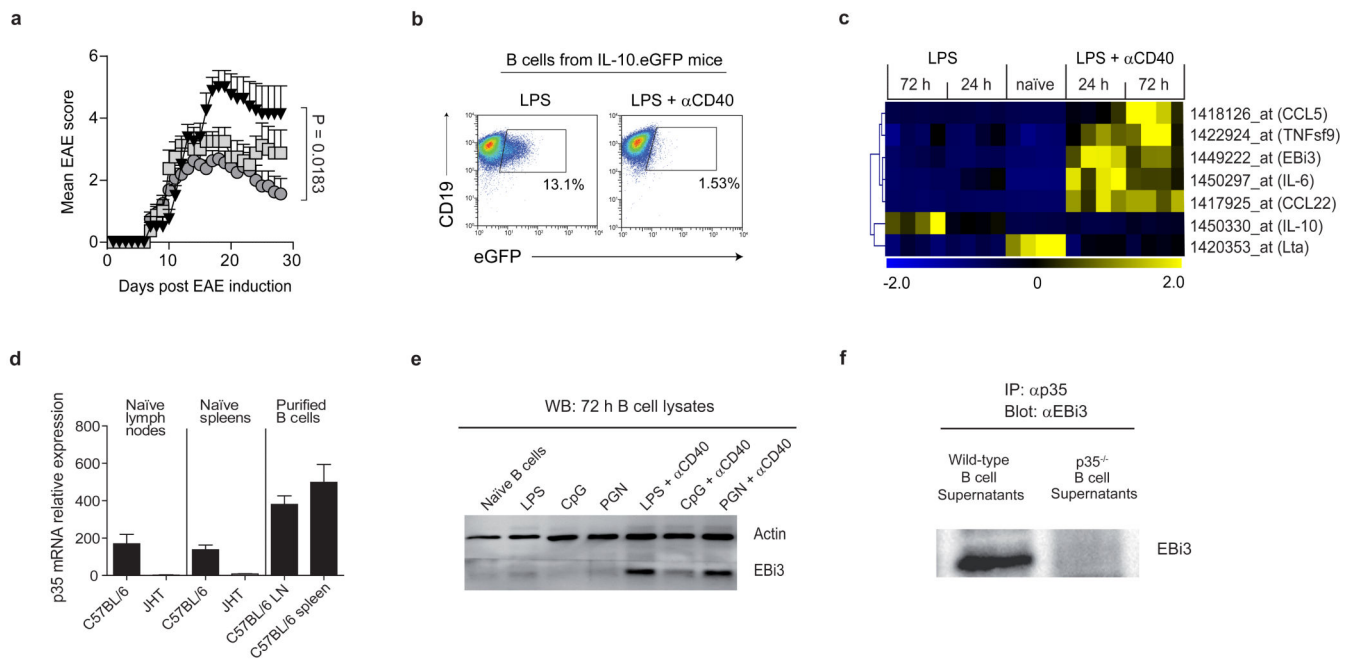 a
6
4
2
0
0 10 20 30
Mean EAE score
Days post EAE induction
P = 0.0183
b
B cells from IL-10.eGFP mice
LPS
LPS + αCD40
13.1%
1.53%
CD19
eGFP
c
LPS
LPS + αCD40
72 h
24 h
naïve
24 h
72 h
1418126_at (CCL5)
1422924_at (TNFsf9)
1449222_at (EBi3)
1450297_at (IL-6)
1417925_at (CCL22)
1450330_at (IL-10)
1420353_at (Lta)
-2.0 0 2.0
d
Naïve
lymph
nodes
Naïve
spleens
Purified
B cells
800
600
400
200
0
p35 mRNA relative expression
C57BL/6
JHT
C57BL/6
JHT
C57BL/6 LN
C57BL/6 spleen
e
WB: 72 h B cell lysates
Naïve B cells
LPS
CpG
PGN
LPS + αCD40
CpG + αCD40
PGN + αCD40
Actin
EBi3
f
IP: αp35
Blot: αEBi3
Wild-type
B cell
Supernatants
p35-/-
B cell
Supernatants
EBi3